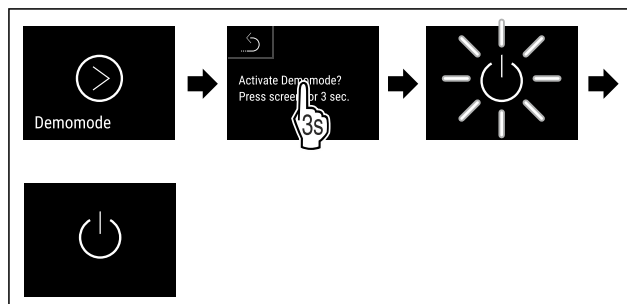 Demomode
Activate Demomode?
Press screen for 3 sec.
3s